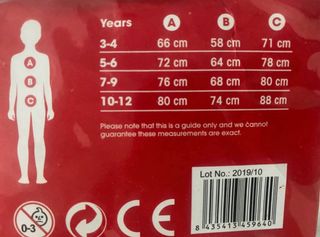 Years A B C
3-4 66 cm 58 cm 71 cm
5-6 72 cm 64 cm 78 cm
7-9 76 cm 68 cm 80 cm
10-12 80 cm 74 cm 88 cm
A
B
C
Please note that this is a guide only and we cannot
guarantee these measurements are exact.
Lot No.: 2019/10
0-3
CE
8 435413 459640